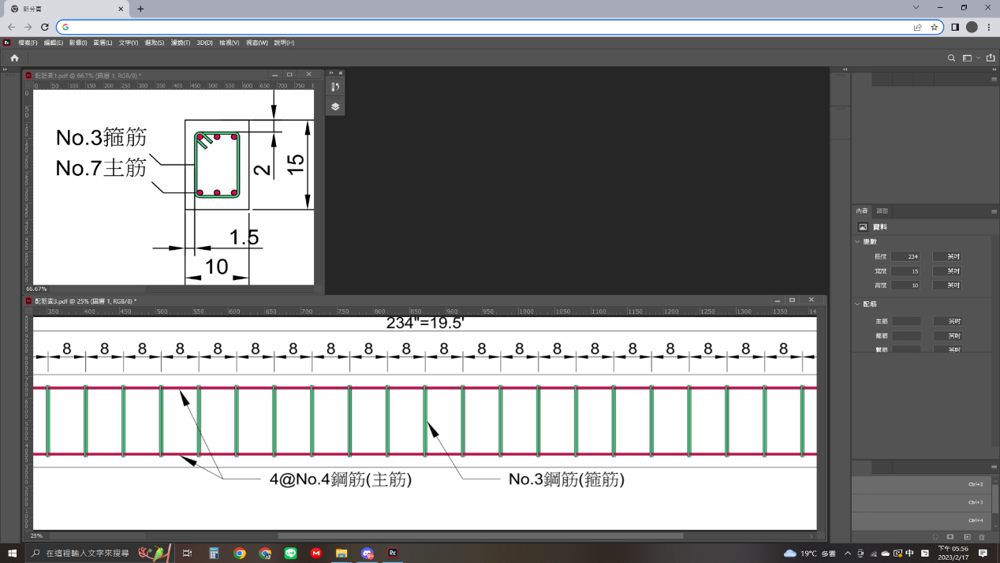 新分頁
檔案(F) 編輯(E) 影像(I) 圖層(L) 文字(Y) 選取(S) 濾鏡(T) 3D(D) 檢視(V) 視窗(W) 說明(H)
配筋圖1.pdf @ 66.7% (圖層 1, RGB/8) *
0 50 100 150 200 250 300 350 400 450 500 550 600 650 700 750
No.3箍筋
No.7主筋
2
15
1.5
10
66.67%
配筋圖3.pdf @ 25% (圖層 1, RGB/8) *
350 400 450 500 550 600 650 700 750 800 850 900 950 1000 1050 1100 1150 1200 1250 1300 1350
234"=19.5'
8 8 8 8 8 8 8 8 8 8 8 8 8 8 8 8 8 8 8 8
4@No.4鋼筋(主筋)
No.3鋼筋(箍筋)
25%
內容 調整
資料
變數
長度 234 英吋
寬度 15 英吋
高度 10 英吋
配筋
主筋 英吋
箍筋 英吋
繫筋 英吋
Ctrl+2
Ctrl+3
Ctrl+4
在這裡輸入文字來搜尋
19°C 多雲
中
下午 05:56
2023/2/17